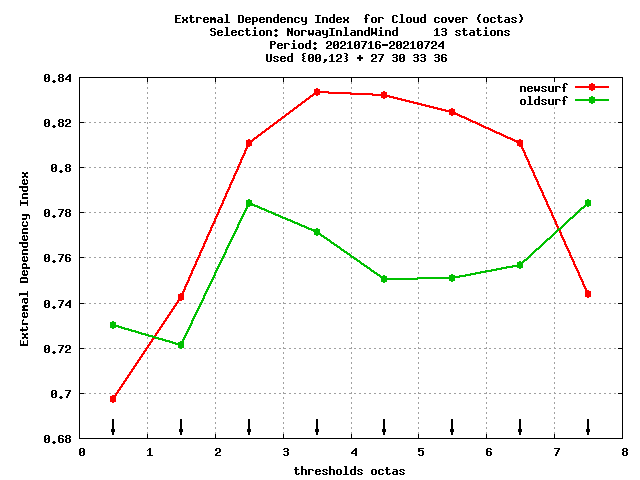 Extremal Dependency Index  for Cloud cover (octas)
Selection: NorwayInlandWind     13 stations
Period: 20210716-20210724
Used {00,12} + 27 30 33 36
newsurf
oldsurf
0.84
0.82
0.8
0.78
0.76
0.74
0.72
0.7
0.68
Extremal Dependency Index
0 1 2 3 4 5 6 7 8
thresholds octas